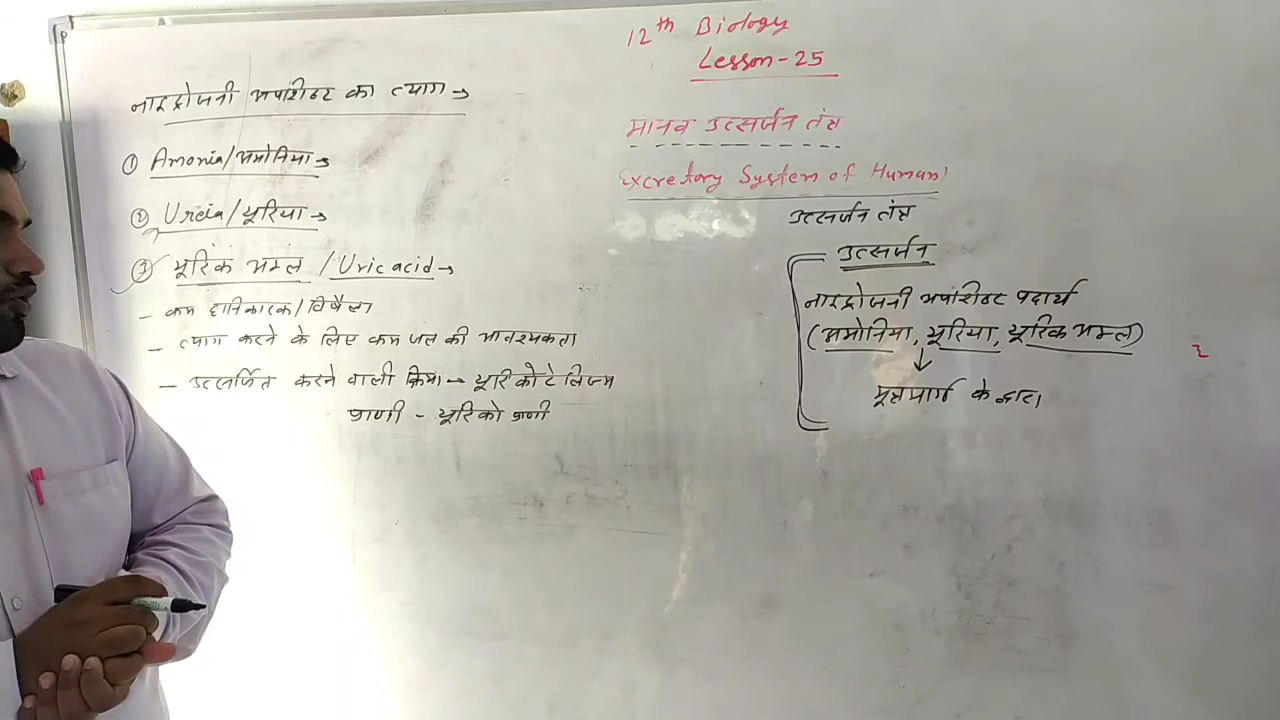 12th Biology
Lesson-25
मानव उत्सर्जन तंत्र
Excretory System of Human
उत्सर्जन तंत्र
उत्सर्जन
नाइट्रोजनी अपशिष्ट पदार्थ
(अमोनिया, यूरिया, यूरिक अम्ल)
↓
मूत्रमार्ग के द्वारा
नाइट्रोजनी अपशिष्ट का त्याग→
① Amonia/अमोनिया→
② Ureia/यूरिया→
③ यूरिक अम्ल /Uric acid→
- कम हानिकारक/विषैला
- त्याग करने के लिए कम जल की आवश्यकता
- उत्सर्जित करने वाली क्रिया→ यूरिकोटेलिज्म
प्राणी - यूरिको प्राणी